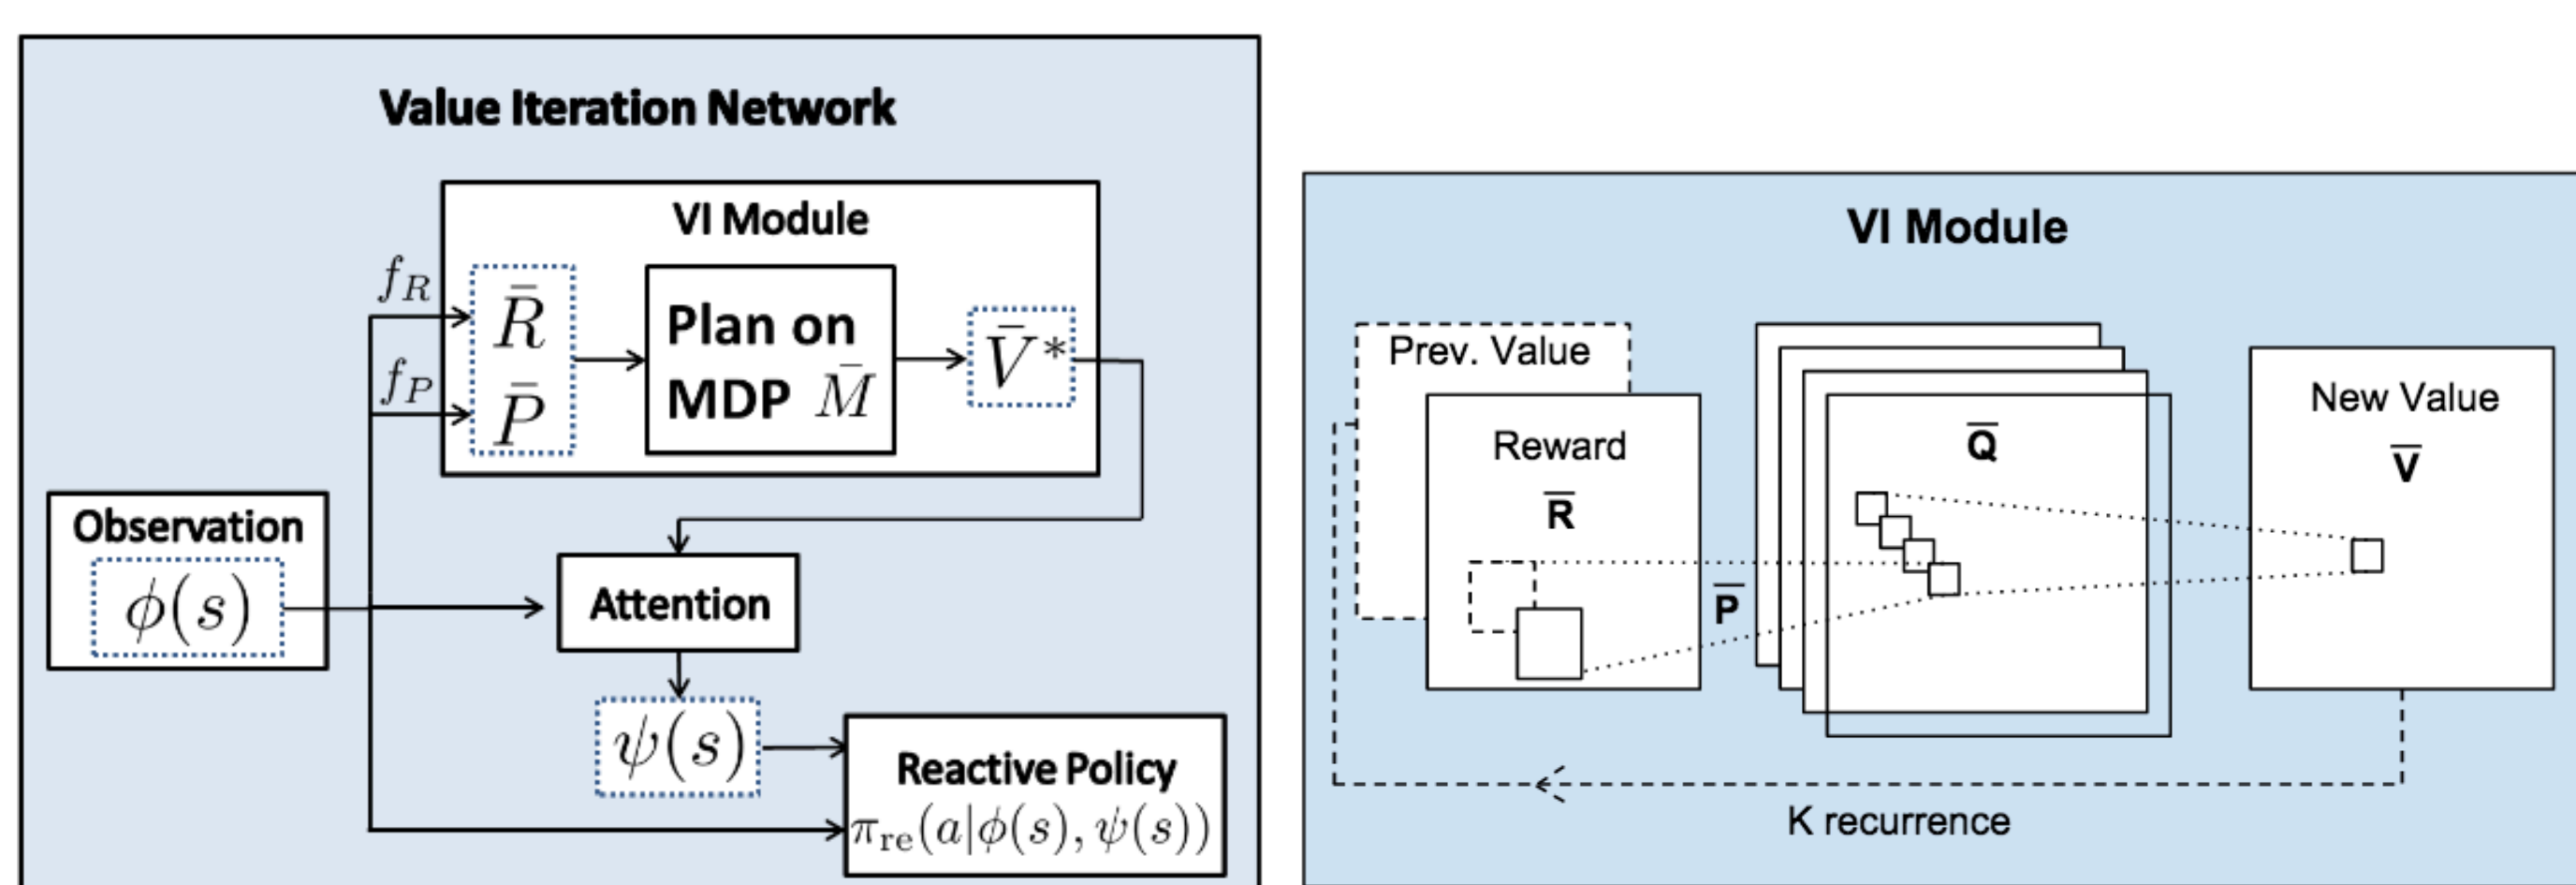 Value Iteration Network
VI Module
f_R
R̄
f_P
P̄
Plan on
MDP M̄
V̄*
Observation
ϕ(s)
Attention
ψ(s)
Reactive Policy
π_re(a|ϕ(s), ψ(s))
VI Module
Prev. Value
Reward
R̄
P̄
Q̄
New Value
V̄
K recurrence